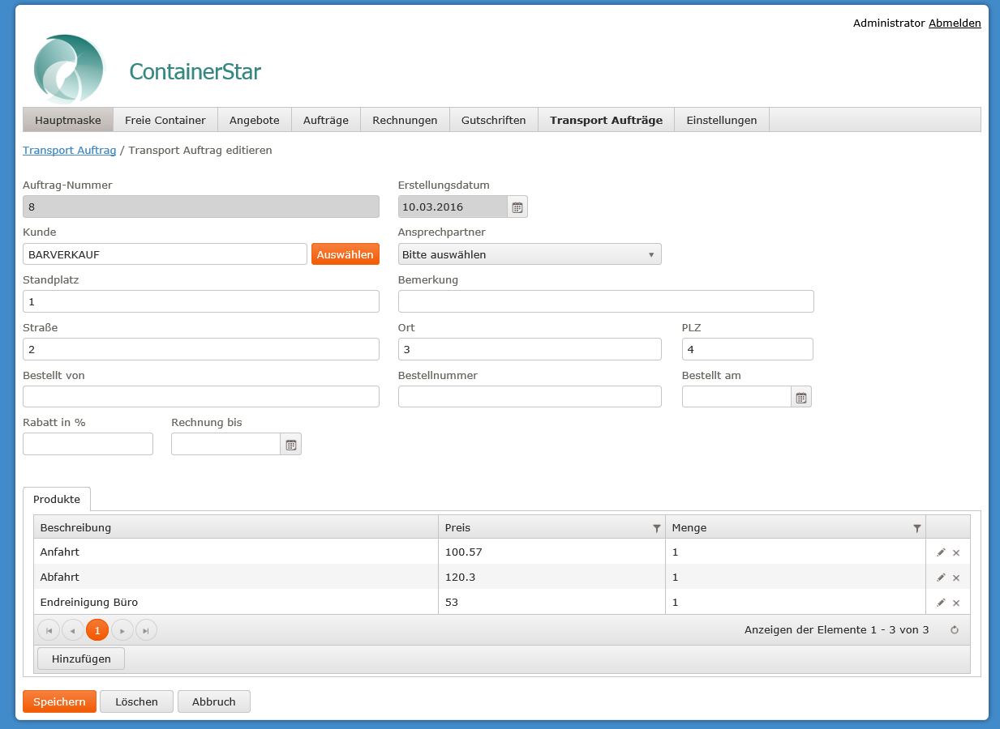 Administrator Abmelden
ContainerStar
Hauptmaske Freie Container Angebote Aufträge Rechnungen Gutschriften Transport Aufträge Einstellungen
Transport Auftrag / Transport Auftrag editieren
Auftrag-Nummer Erstellungsdatum
8 10.03.2016
Kunde Ansprechpartner
BARVERKAUF Auswählen Bitte auswählen
Standplatz Bemerkung
1
Straße Ort PLZ
2 3 4
Bestellt von Bestellnummer Bestellt am
Rabatt in % Rechnung bis
Produkte
Beschreibung Preis Menge
Anfahrt 100.57 1
Abfahrt 120.3 1
Endreinigung Büro 53 1
1 Anzeigen der Elemente 1 - 3 von 3
Hinzufügen
Speichern Löschen Abbruch